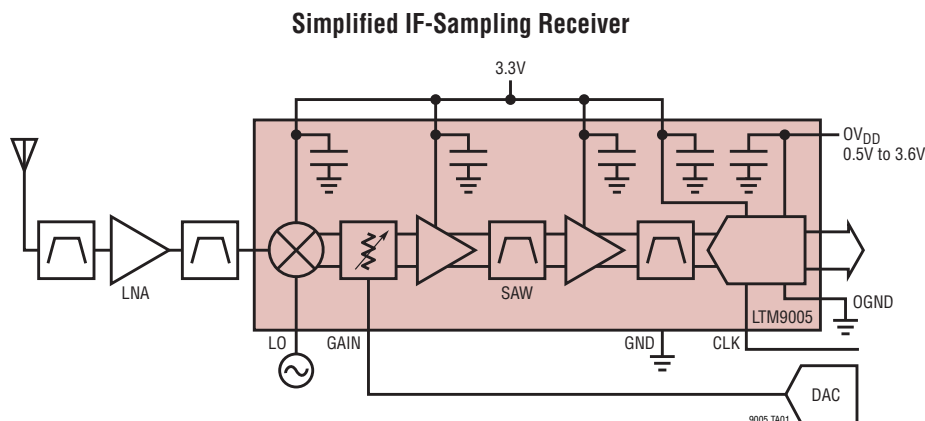 Simplified IF-Sampling Receiver
3.3V
OVDD
0.5V to 3.6V
LNA
SAW
OGND
LTM9005
LO
GAIN
GND
CLK
DAC
9005 TA01